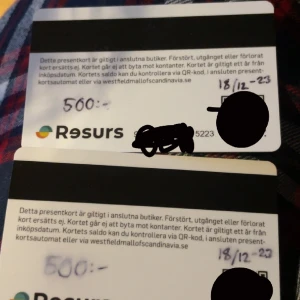 Detta presentkort är giltigt i anslutna butiker. Förstört, utgånget eller förlorat
kort ersätts ej. Kortet går ej att byta mot kontanter. Kortet är giltigt ett år från
inköpsdatum. Kortets saldo kan du kontrollera via QR-kod, i ansluten present-
kortsautomat eller via westfieldmallofscandinavia.se
18/12-23
500:-
Resurs
5223
Detta presentkort är giltigt i anslutna butiker. Förstört, utgånget eller förlorat
kort ersätts ej. Kortet går ej att byta mot kontanter. Kortet är giltigt ett år från
inköpsdatum. Kortets saldo kan du kontrollera via QR-kod, i ansluten present-
kortsautomat eller via westfieldmallofscandinavia.se
18/12-23
500:-
Resurs